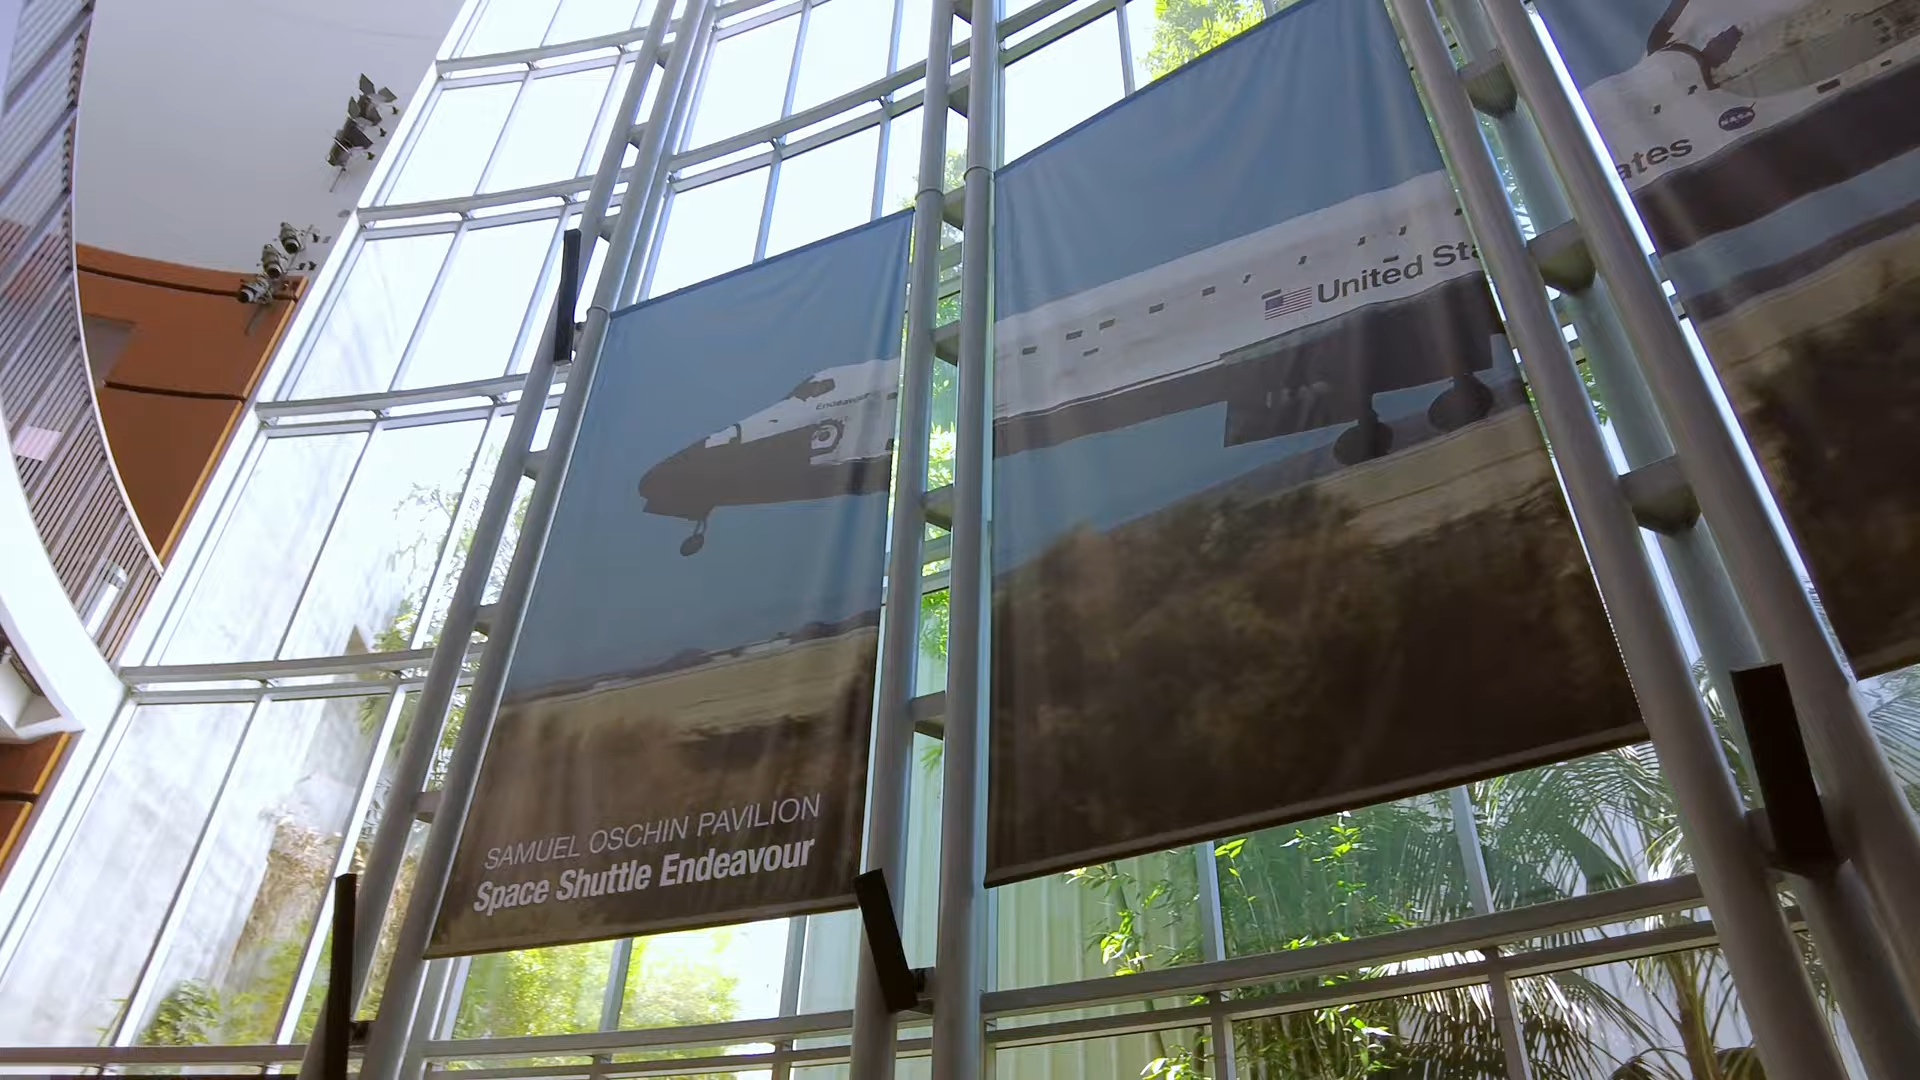 Endeavour
United Sta
ates
NASA
SAMUEL OSCHIN PAVILION
Space Shuttle Endeavour